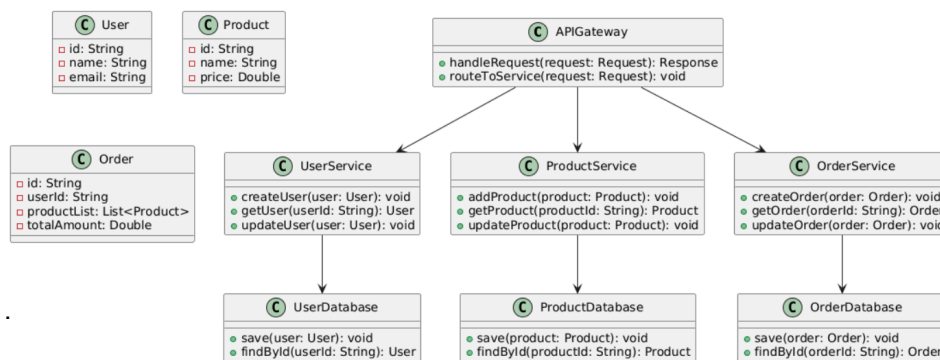 C User
id: String
name: String
email: String
C Product
id: String
name: String
price: Double
C APIGateway
handleRequest(request: Request): Response
routeToService(request: Request): void
C Order
id: String
userId: String
productList: List<Product>
totalAmount: Double
C UserService
createUser(user: User): void
getUser(userId: String): User
updateUser(user: User): void
C ProductService
addProduct(product: Product): void
getProduct(productId: String): Product
updateProduct(product: Product): void
C OrderService
createOrder(order: Order): void
getOrder(orderId: String): Order
updateOrder(order: Order): void
C UserDatabase
save(user: User): void
findById(userId: String): User
C ProductDatabase
save(product: Product): void
findById(productId: String): Product
C OrderDatabase
save(order: Order): void
findById(orderId: String): Order
.